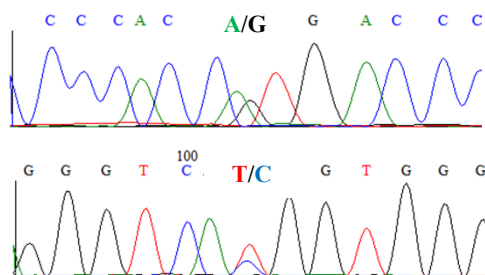 C C C A C A/G G A C C C
100
G G G T C T/C G T G G G